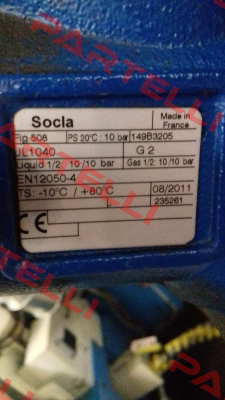 Socla
Made in
France
Fig.508 PS 20°C: 10 bar 149B3205
JL1040 G 2
Liquid 1/2: 10/10 bar Gas 1/2: 10/10 bar
EN12050-4
TS: -10°C / +80°C 08/2011
235261
CE
PARTELLI
PARTELLI
PARTELLI